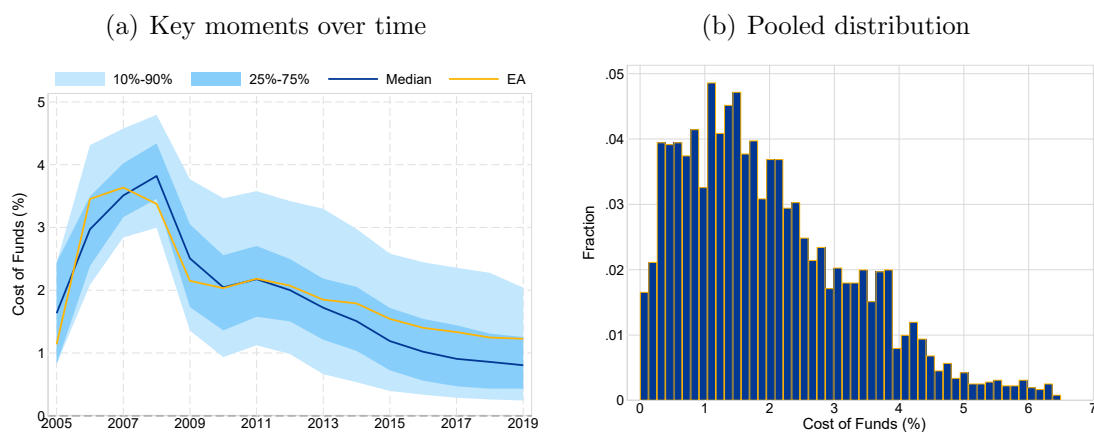 (a) Key moments over time
10%-90% 25%-75% Median EA
Cost of Funds (%)
5
4
3
2
1
0
2005 2007 2009 2011 2013 2015 2017 2019
(b) Pooled distribution
Fraction
.05
.04
.03
.02
.01
0
0 1 2 3 4 5 6 7
Cost of Funds (%)